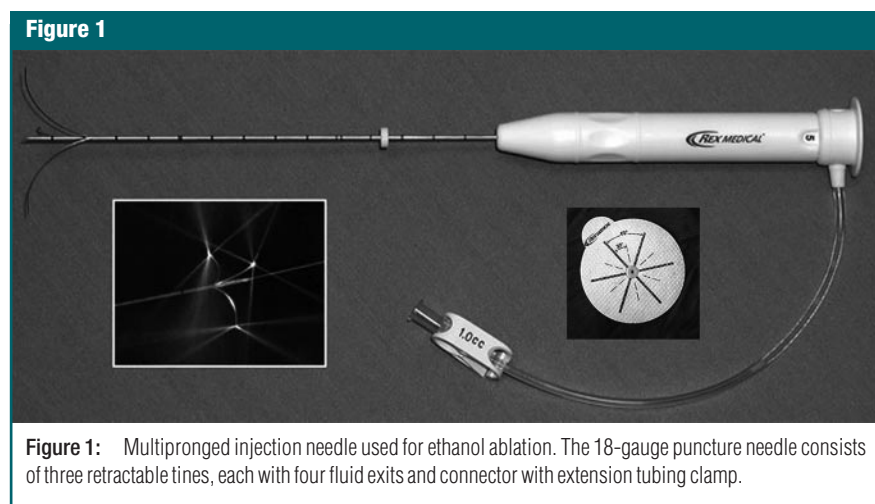 Figure 1
REX MEDICAL
5
1.0cc
Figure 1: Multipronged injection needle used for ethanol ablation. The 18-gauge puncture needle consists
of three retractable tines, each with four fluid exits and connector with extension tubing clamp.